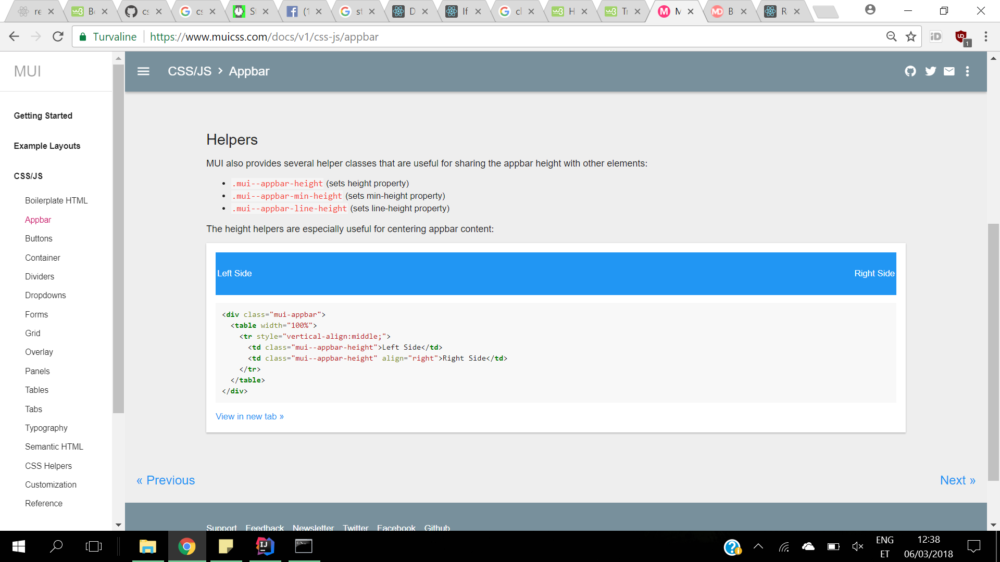 re
Be
cs
cs
St
(1
st
D
If
cl
H
Tr
M
B
R
Turvaline
https://www.muicss.com/docs/v1/css-js/appbar
iD
1
MUI
CSS/JS › Appbar
Getting Started
Example Layouts
CSS/JS
Boilerplate HTML
Appbar
Buttons
Container
Dividers
Dropdowns
Forms
Grid
Overlay
Panels
Tables
Tabs
Typography
Semantic HTML
CSS Helpers
Customization
Reference
Helpers
MUI also provides several helper classes that are useful for sharing the appbar height with other elements:
• .mui--appbar-height (sets height property)
• .mui--appbar-min-height (sets min-height property)
• .mui--appbar-line-height (sets line-height property)
The height helpers are especially useful for centering appbar content:
Left Side Right Side
<div class="mui-appbar">
<table width="100%">
<tr style="vertical-align:middle;">
<td class="mui--appbar-height">Left Side</td>
<td class="mui--appbar-height" align="right">Right Side</td>
</tr>
</table>
</div>
View in new tab »
« Previous Next »
Support Feedback Newsletter Twitter Facebook Github
ENG
ET
12:38
06/03/2018